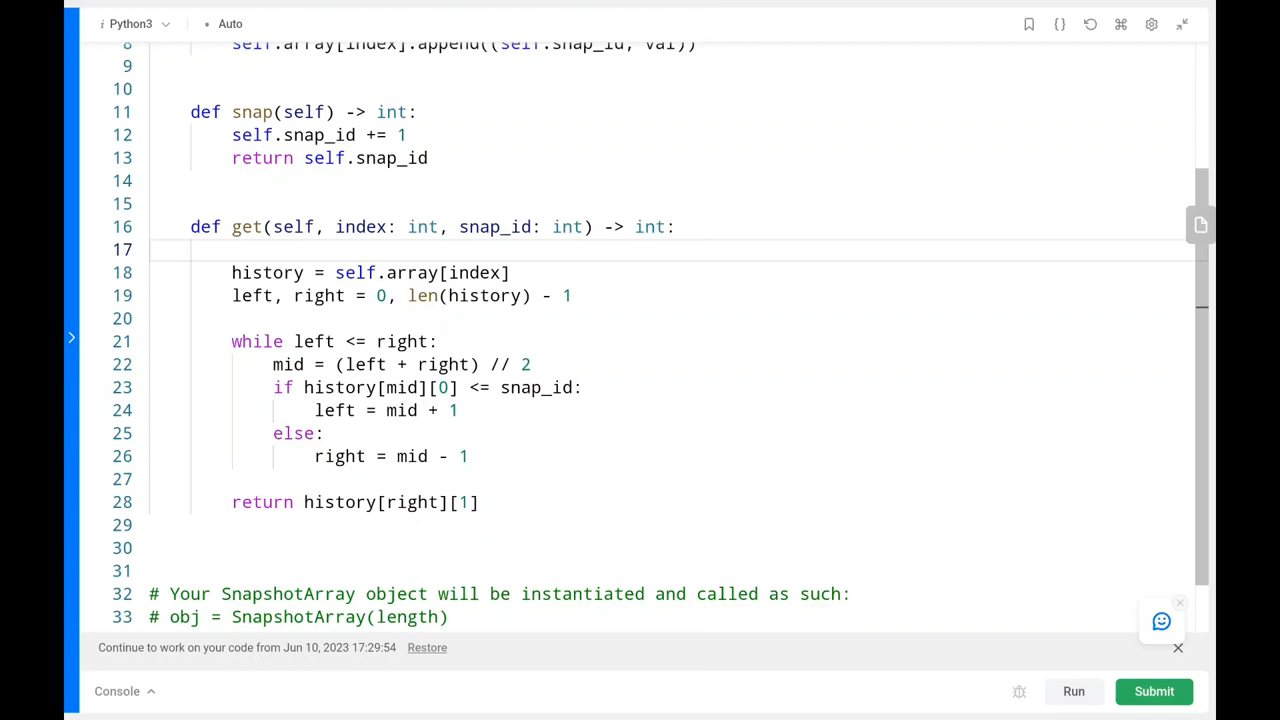 i Python3
Auto
8 self.array[index].append((self.snap_id, val))
9
10
11 def snap(self) -> int:
12 self.snap_id += 1
13 return self.snap_id
14
15
16 def get(self, index: int, snap_id: int) -> int:
17
18 history = self.array[index]
19 left, right = 0, len(history) - 1
20
21 while left <= right:
22 mid = (left + right) // 2
23 if history[mid][0] <= snap_id:
24 left = mid + 1
25 else:
26 right = mid - 1
27
28 return history[right][1]
29
30
31
32 # Your SnapshotArray object will be instantiated and called as such:
33 # obj = SnapshotArray(length)
Continue to work on your code from Jun 10, 2023 17:29:54 Restore
Console
Run
Submit